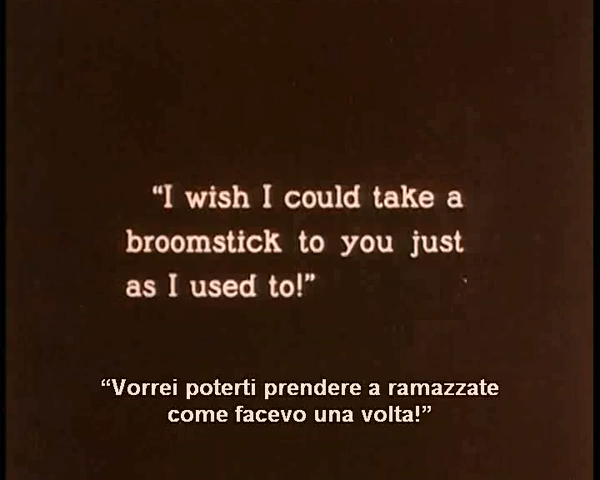 “I wish I could take a
broomstick to you just
as I used to!”
“Vorrei poterti prendere a ramazzate
come facevo una volta!”